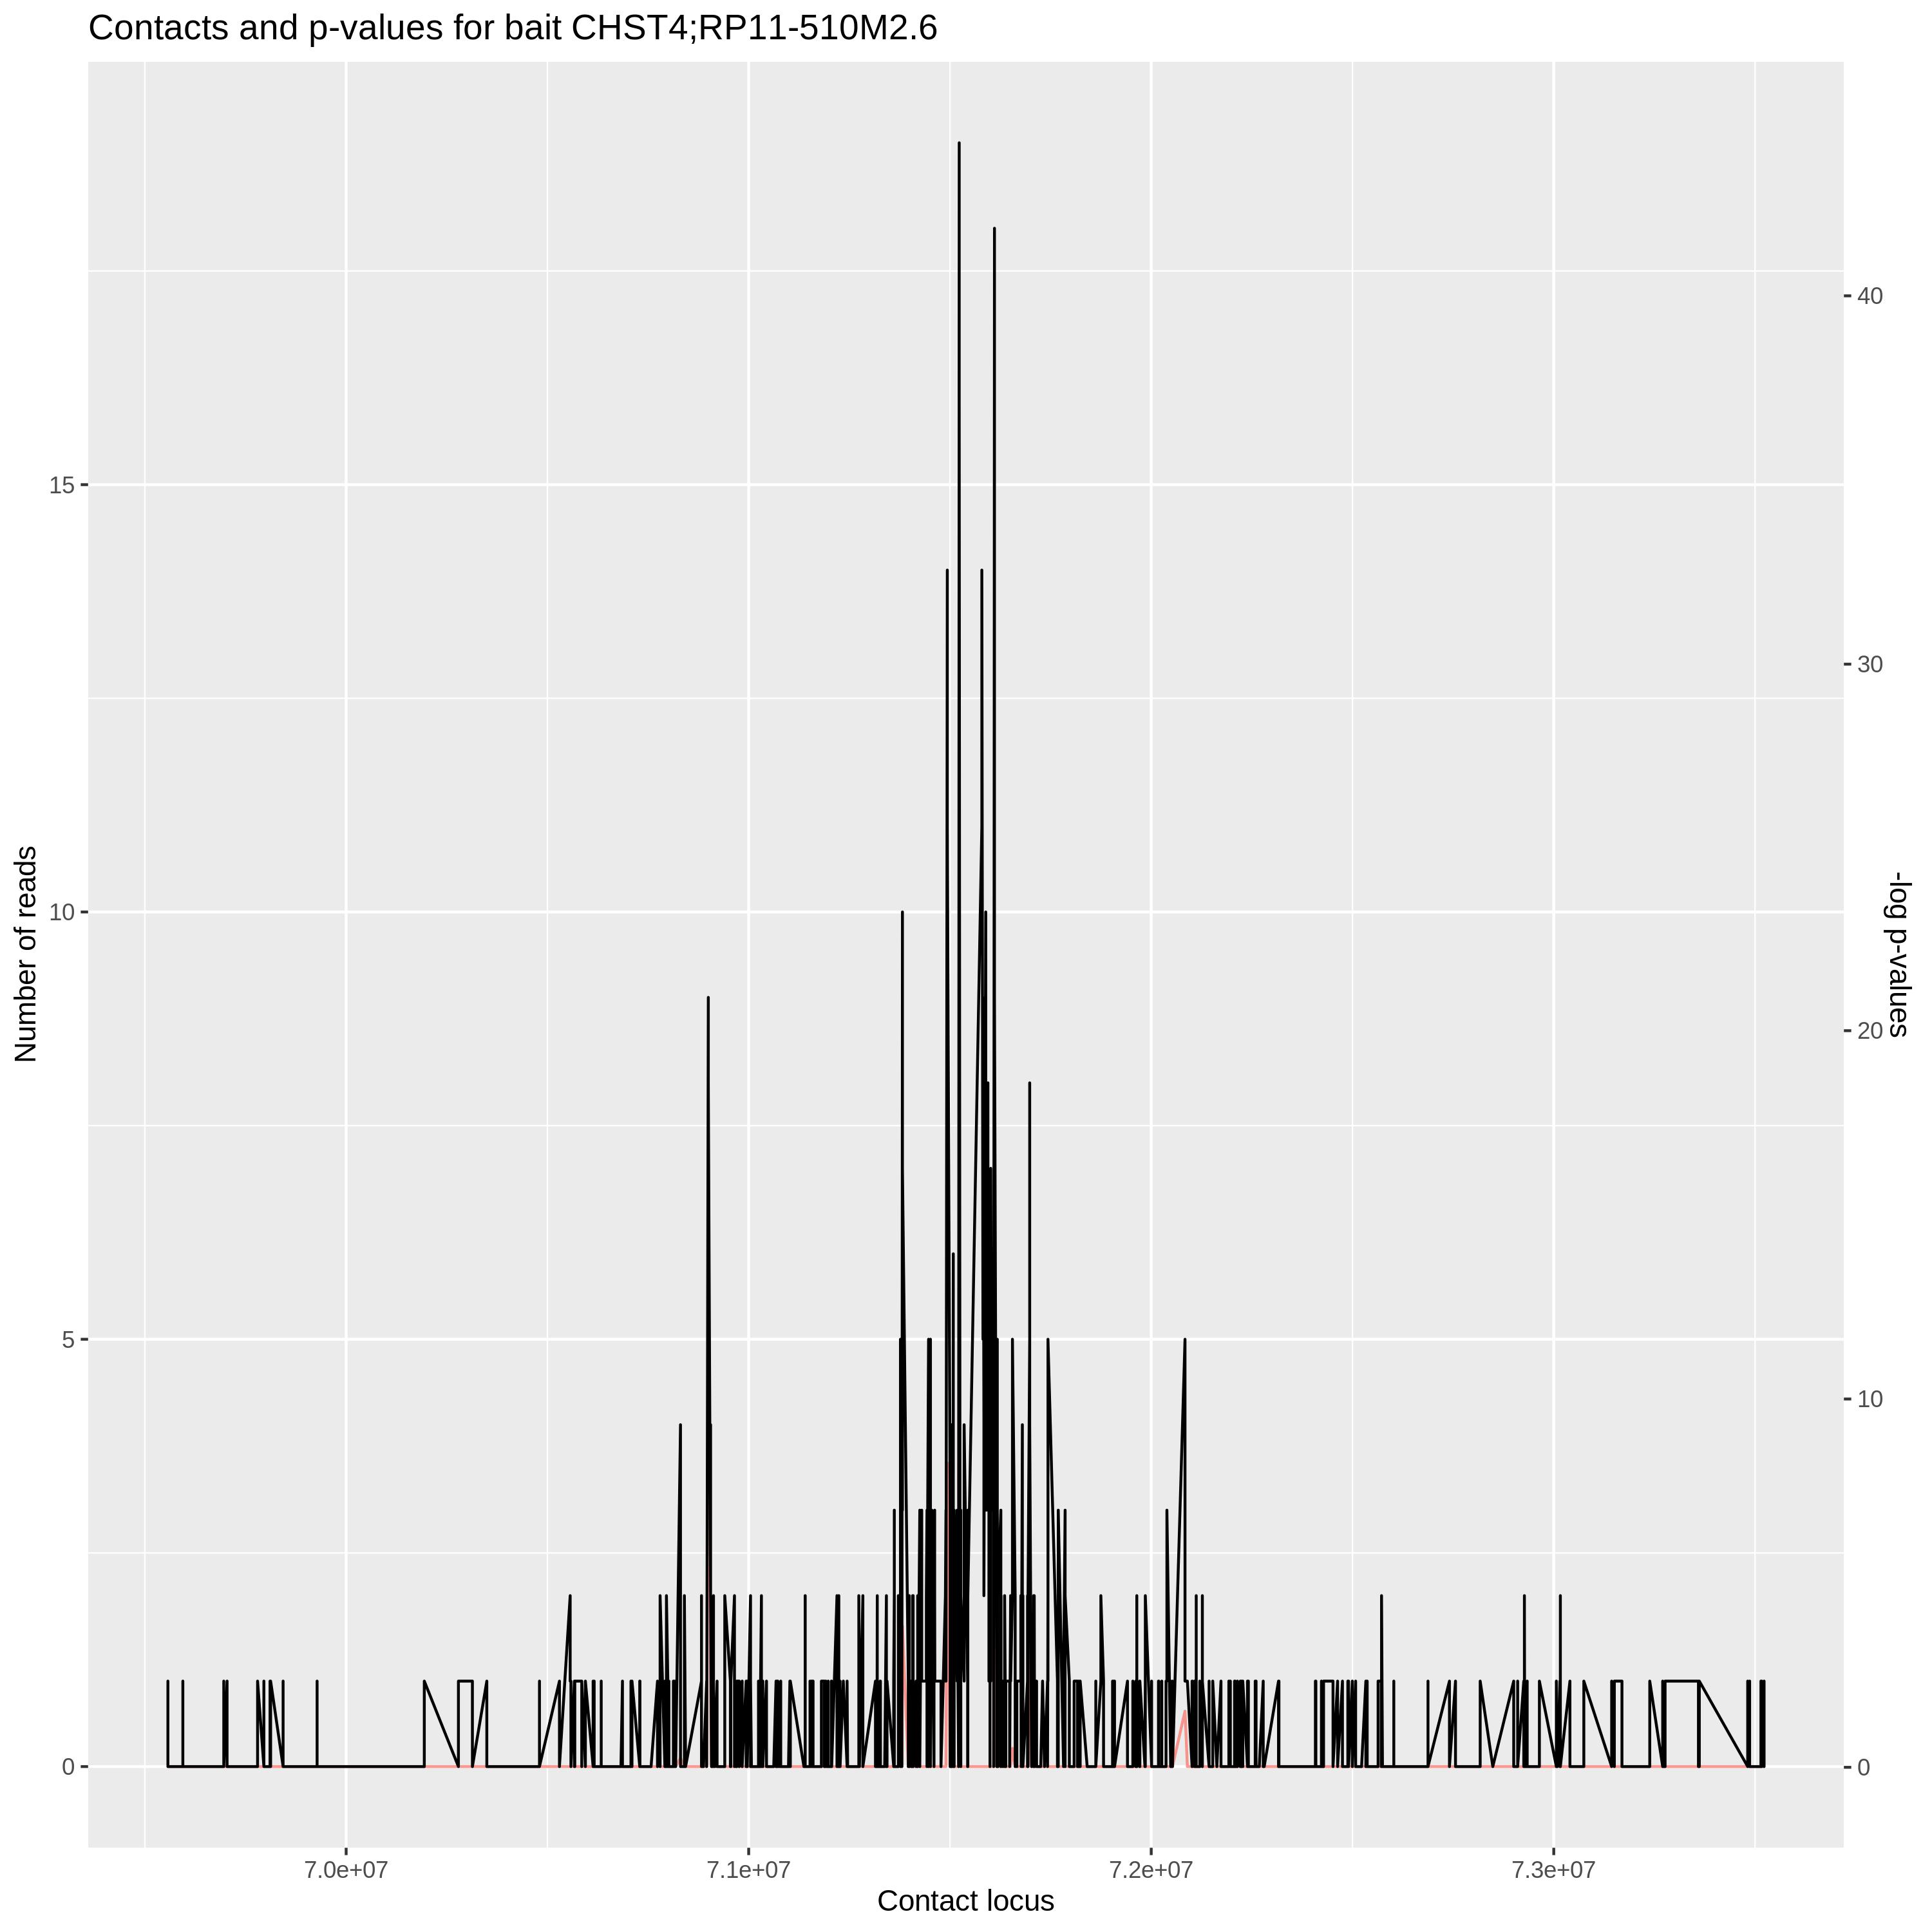 Contacts and p-values for bait CHST4;RP11-510M2.6
Number of reads
15
10
5
0
40
30
20
10
0
-log p-values
7.0e+07
7.1e+07
7.2e+07
7.3e+07
Contact locus